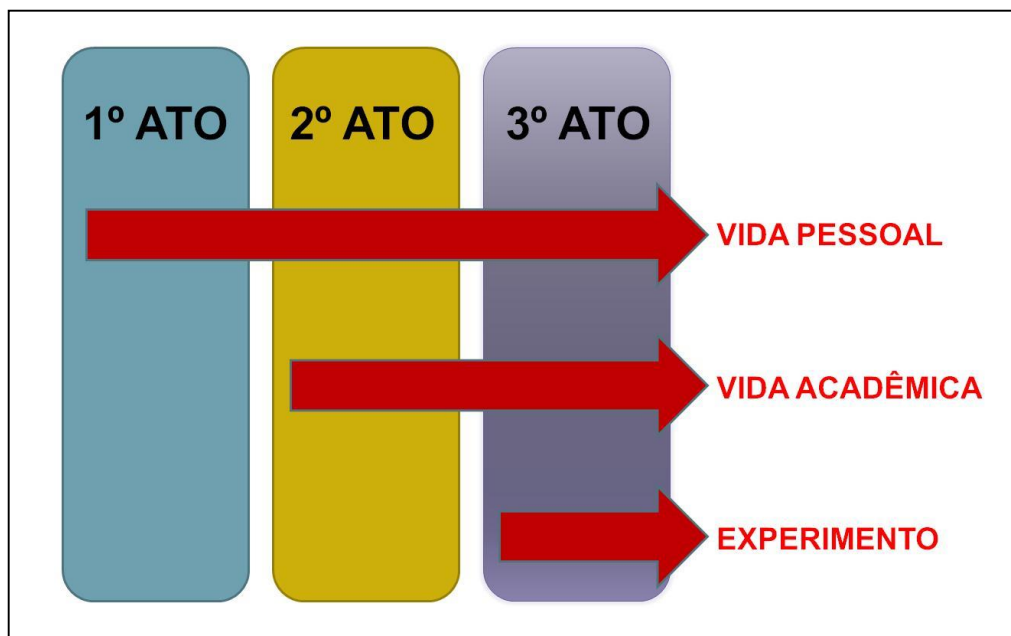 1º ATO
2º ATO
3º ATO
VIDA PESSOAL
VIDA ACADÊMICA
EXPERIMENTO